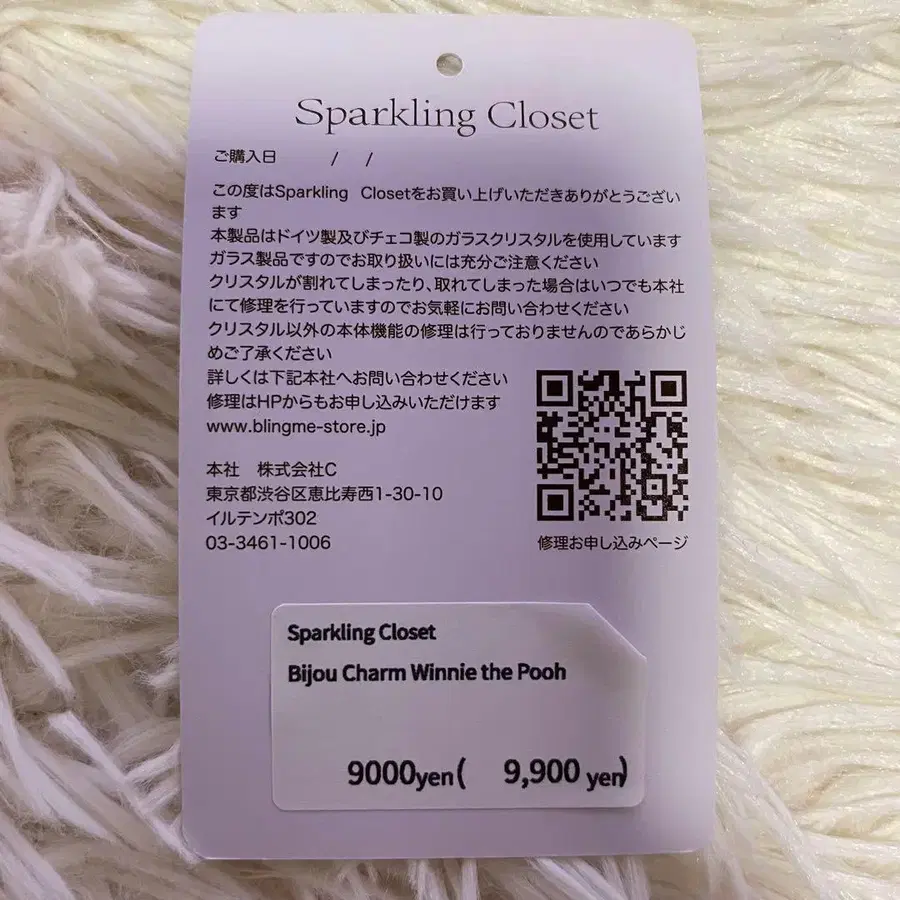 Sparkling Closet
ご購入日　　/　/
この度はSparkling Closetをお買い上げいただきありがとうござい
ます
本製品はドイツ製及びチェコ製のガラスクリスタルを使用しています
ガラス製品ですのでお取り扱いには充分ご注意ください
クリスタルが割れてしまったり、取れてしまった場合はいつでも本社
にて修理を行っていますのでお気軽にお問い合わせください
クリスタル以外の本体機能の修理は行っておりませんのであらかじ
めご了承ください
詳しくは下記本社へお問い合わせください
修理はHPからもお申し込みいただけます
www.blingme-store.jp
本社　株式会社C
東京都渋谷区恵比寿西1-30-10
イルテンポ302
03-3461-1006
修理お申し込みページ
Sparkling Closet
Bijou Charm Winnie the Pooh
9000yen( 9,900 yen)